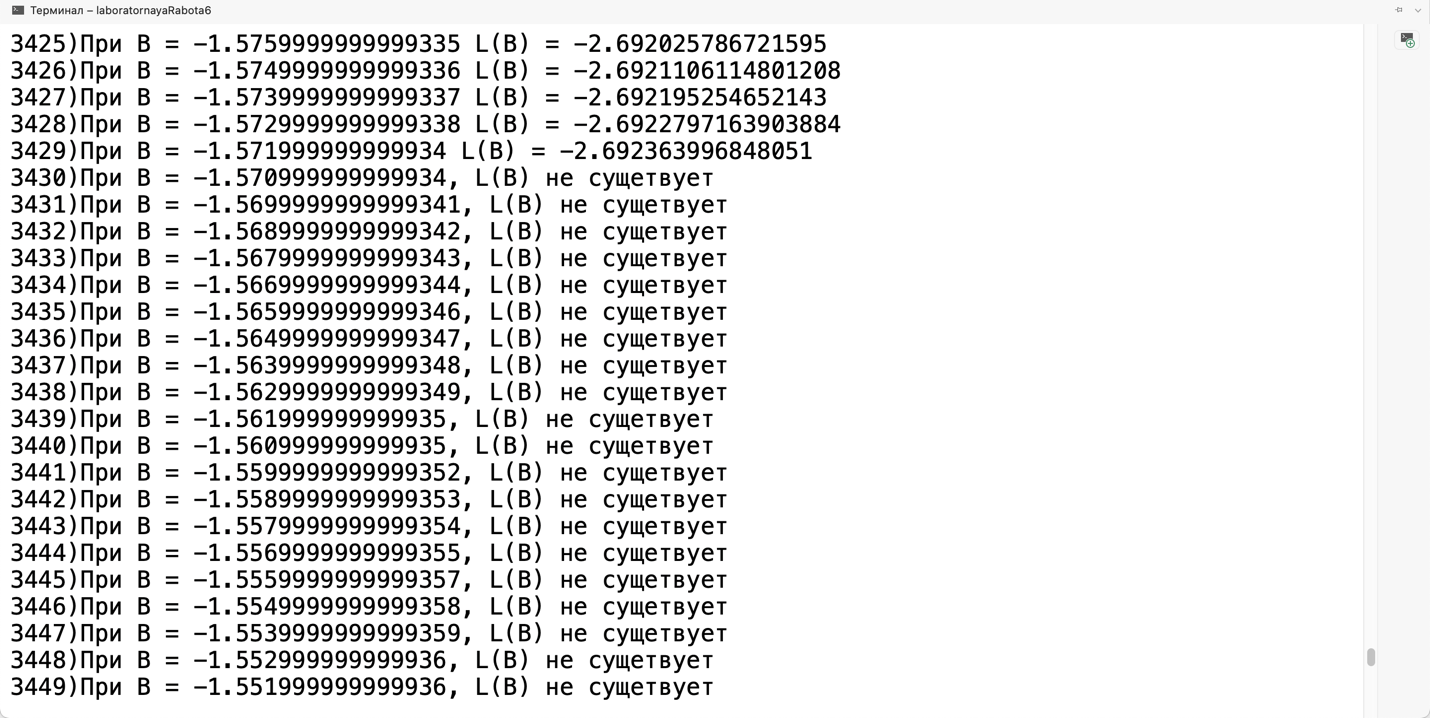 Терминал – laboratornayaRabota6
3425)При B = -1.5759999999999335 L(B) = -2.692025786721595
3426)При B = -1.5749999999999336 L(B) = -2.6921106114801208
3427)При B = -1.5739999999999337 L(B) = -2.692195254652143
3428)При B = -1.5729999999999338 L(B) = -2.6922797163903884
3429)При B = -1.571999999999934 L(B) = -2.692363996848051
3430)При B = -1.570999999999934, L(B) не сущетвует
3431)При B = -1.5699999999999341, L(B) не сущетвует
3432)При B = -1.5689999999999342, L(B) не сущетвует
3433)При B = -1.5679999999999343, L(B) не сущетвует
3434)При B = -1.5669999999999344, L(B) не сущетвует
3435)При B = -1.5659999999999346, L(B) не сущетвует
3436)При B = -1.5649999999999347, L(B) не сущетвует
3437)При B = -1.5639999999999348, L(B) не сущетвует
3438)При B = -1.5629999999999349, L(B) не сущетвует
3439)При B = -1.561999999999935, L(B) не сущетвует
3440)При B = -1.560999999999935, L(B) не сущетвует
3441)При B = -1.5599999999999352, L(B) не сущетвует
3442)При B = -1.5589999999999353, L(B) не сущетвует
3443)При B = -1.5579999999999354, L(B) не сущетвует
3444)При B = -1.5569999999999355, L(B) не сущетвует
3445)При B = -1.5559999999999357, L(B) не сущетвует
3446)При B = -1.5549999999999358, L(B) не сущетвует
3447)При B = -1.5539999999999359, L(B) не сущетвует
3448)При B = -1.552999999999936, L(B) не сущетвует
3449)При B = -1.551999999999936, L(B) не сущетвует